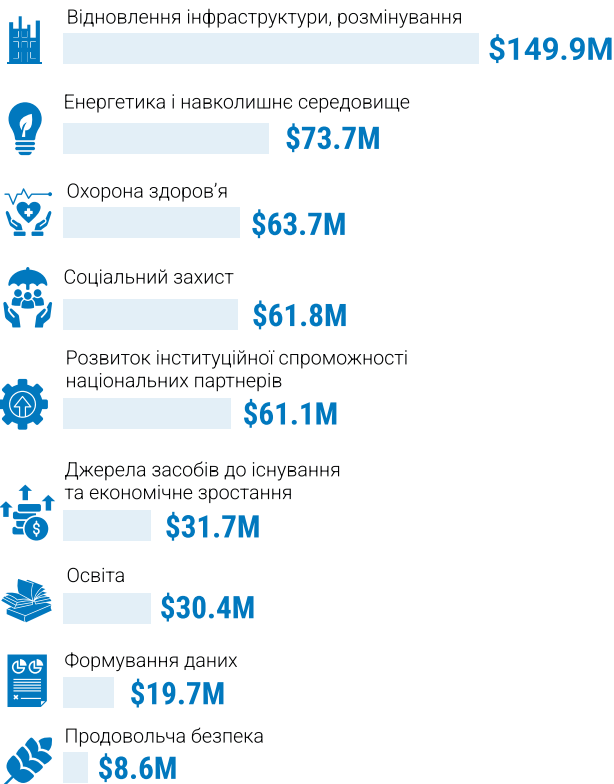 Відновлення інфраструктури, розмінування
$149.9M
Енергетика і навколишнє середовище
$73.7M
Охорона здоров’я
$63.7M
Соціальний захист
$61.8M
Розвиток інституційної спроможності
національних партнерів
$61.1M
Джерела засобів до існування
та економічне зростання
$31.7M
Освіта
$30.4M
Формування даних
$19.7M
Продовольча безпека
$8.6M